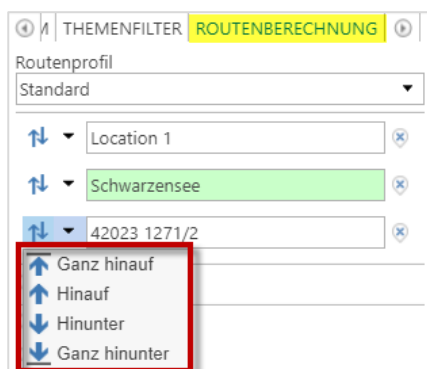 THEMENFILTER ROUTENBERECHNUNG
Routenprofil
Standard
Location 1
Schwarzensee
42023 1271/2
Ganz hinauf
Hinauf
Hinunter
Ganz hinunter